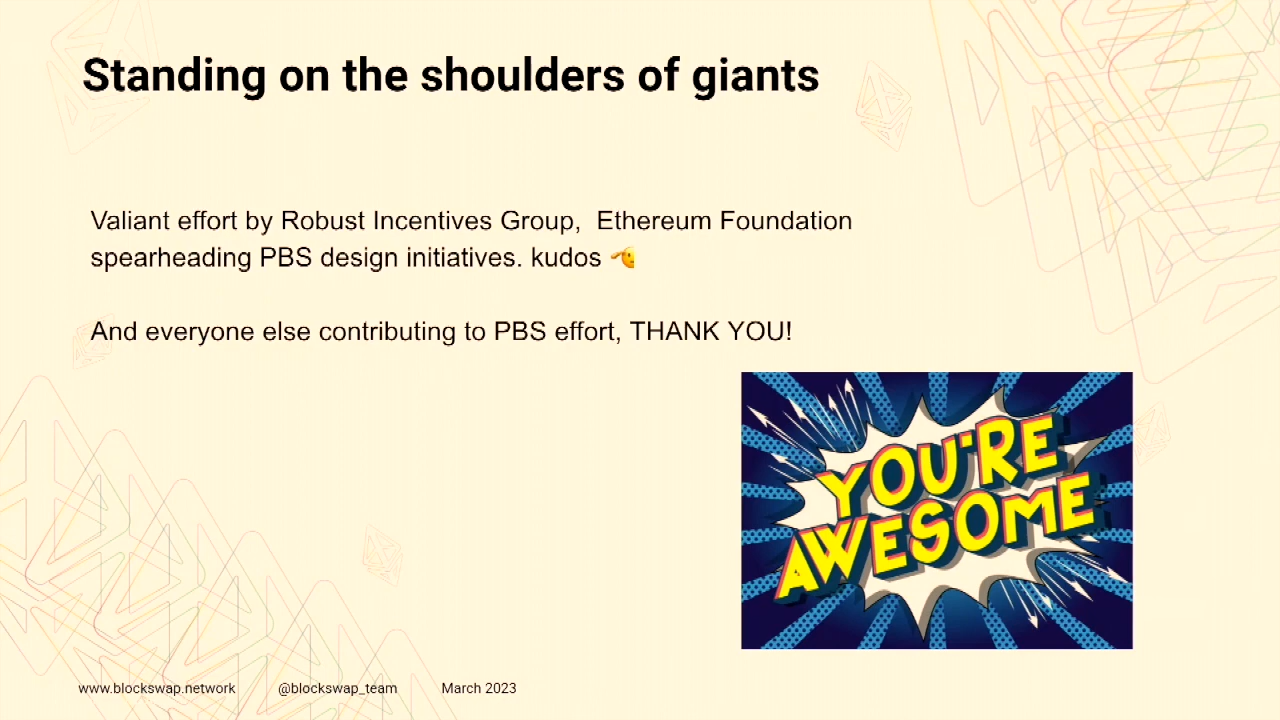 Standing on the shoulders of giants
Valiant effort by Robust Incentives Group,  Ethereum Foundation
spearheading PBS design initiatives. kudos 🫡
And everyone else contributing to PBS effort, THANK YOU!
YOU'RE
AWESOME
www.blockswap.network
@blockswap_team
March 2023